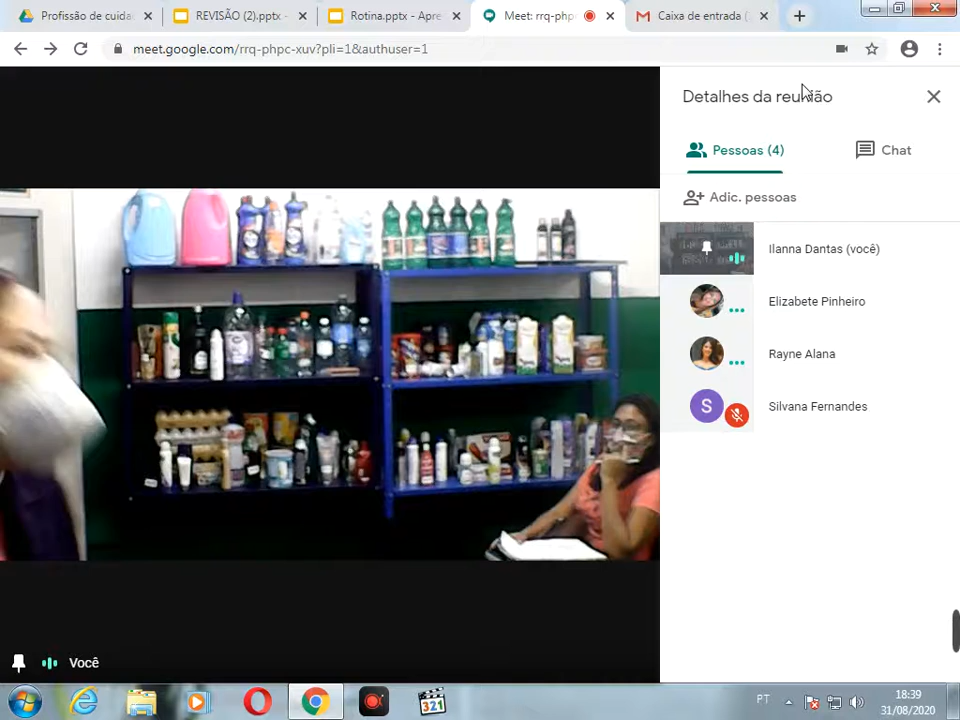 Profissão de cuida
REVISÃO (2).pptx -
Rotina.pptx - Apre
Meet: rrq-php
Caixa de entrada (
meet.google.com/rrq-phpc-xuv?pli=1&authuser=1
Detalhes da reunião
Pessoas (4)
Chat
Adic. pessoas
Ilanna Dantas (você)
Elizabete Pinheiro
Rayne Alana
S
Silvana Fernandes
Você
321
PT
18:39
31/08/2020